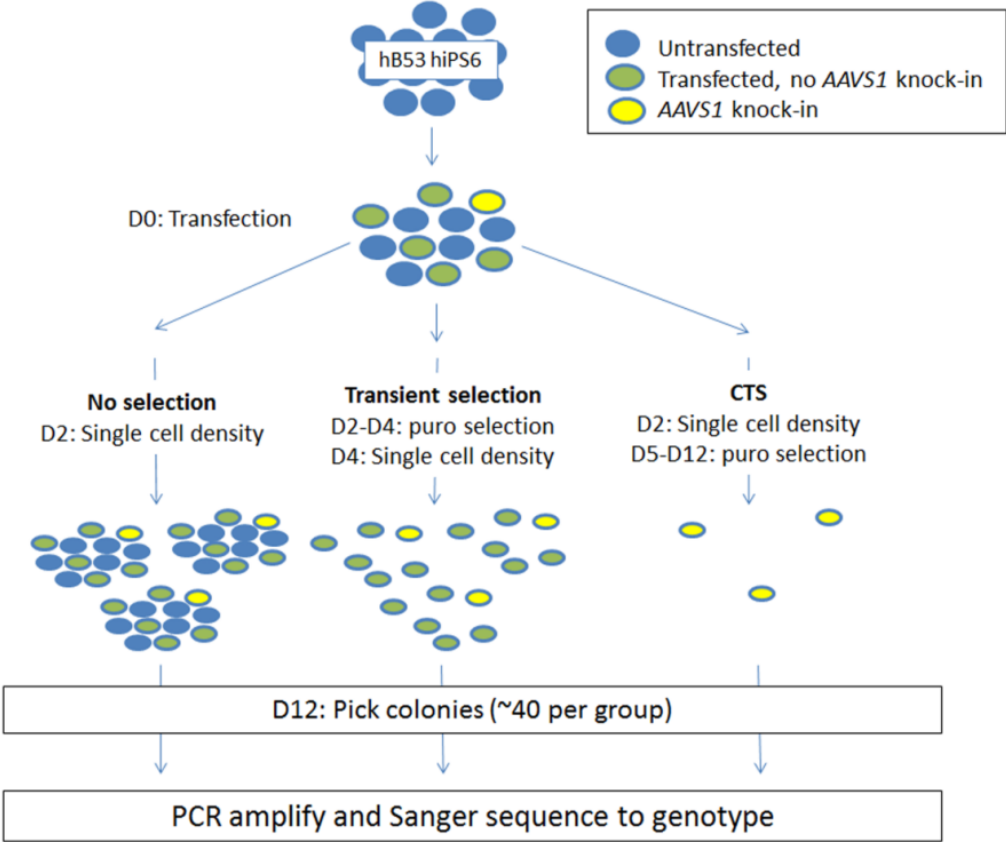 hB53 hiPS6
Untransfected
Transfected, no AAVS1 knock-in
AAVS1 knock-in
D0: Transfection
No selection
D2: Single cell density
Transient selection
D2-D4: puro selection
D4: Single cell density
CTS
D2: Single cell density
D5-D12: puro selection
D12: Pick colonies (~40 per group)
PCR amplify and Sanger sequence to genotype